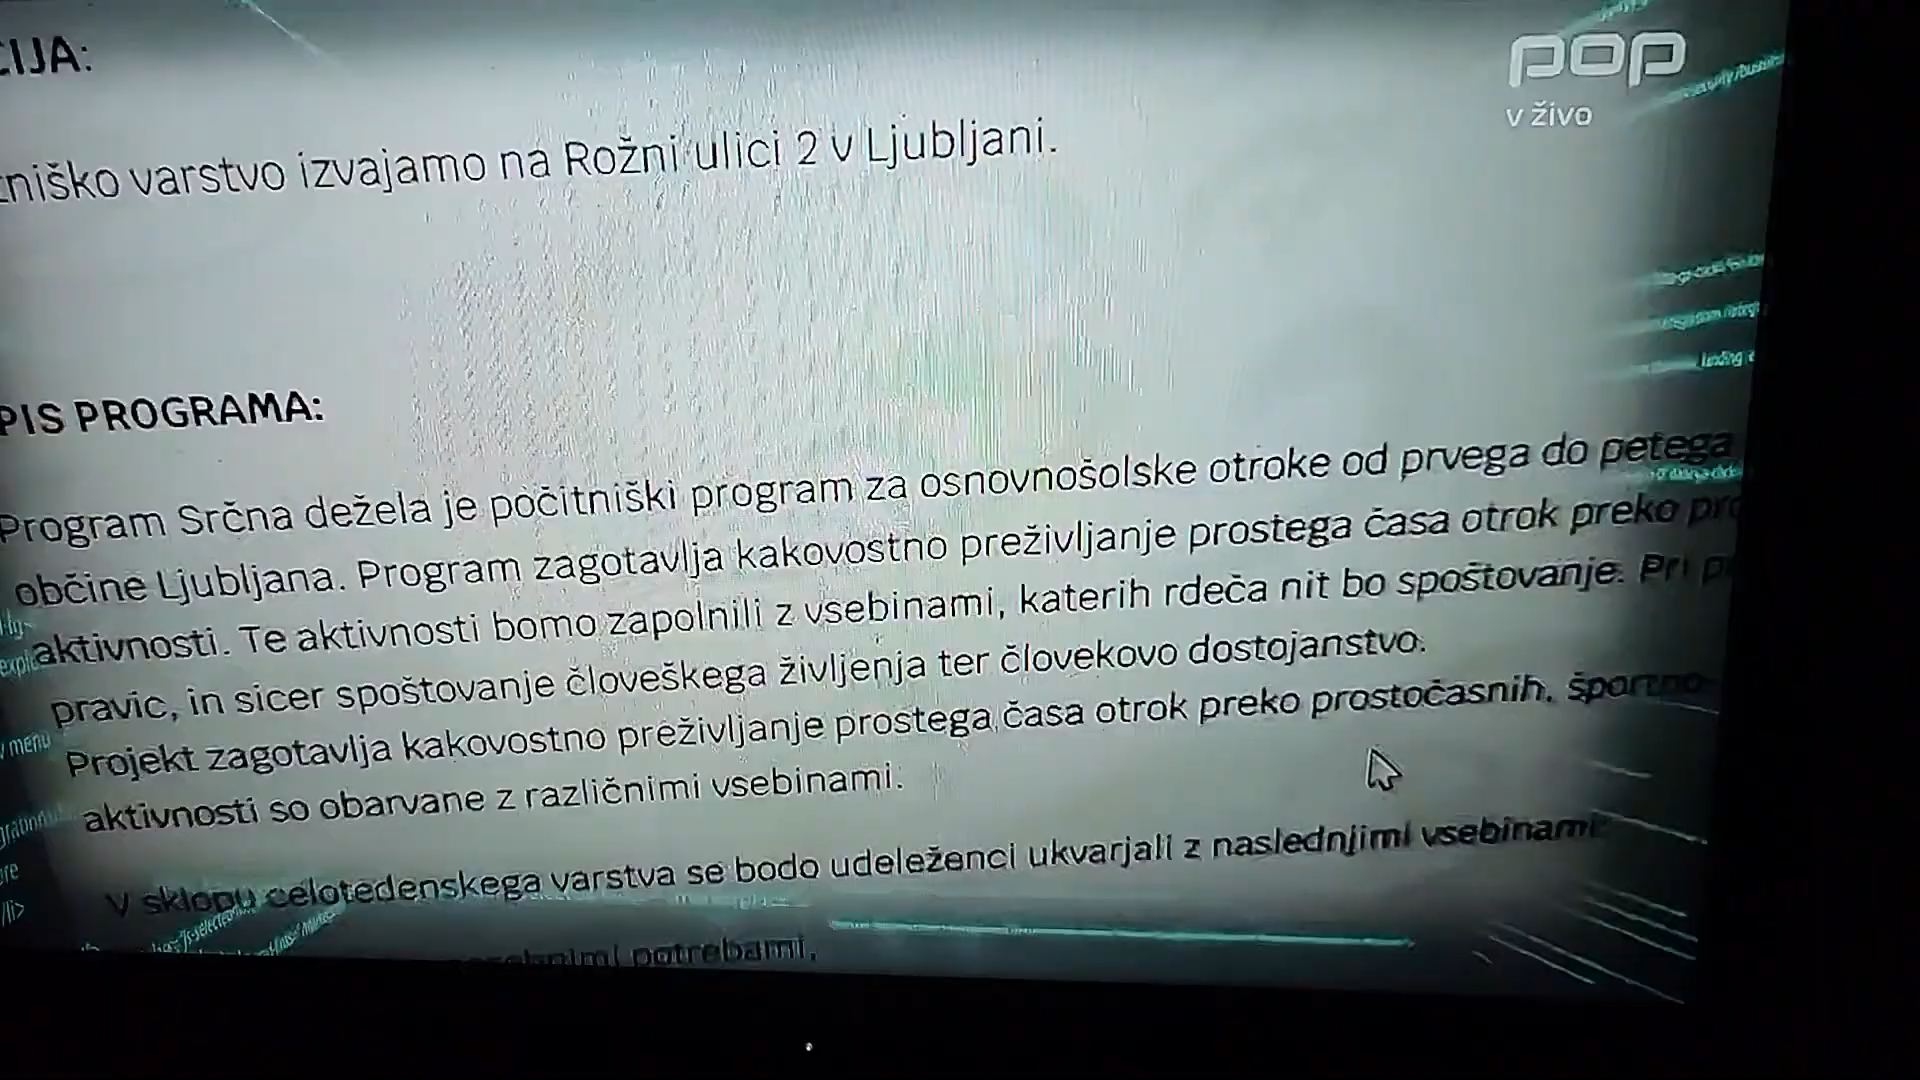 CIJA:
pop
v živo
tniško varstvo izvajamo na Rožni ulici 2 v Ljubljani.
PIS PROGRAMA:
Program Srčna dežela je počitniški program za osnovnošolske otroke od prvega do petega
občine Ljubljana. Program zagotavlja kakovostno preživljanje prostega časa otrok preko pro
aktivnosti. Te aktivnosti bomo zapolnili z vsebinami, katerih rdeča nit bo spoštovanje. Pri p
pravic, in sicer spoštovanje človeškega življenja ter človekovo dostojanstvo.
Projekt zagotavlja kakovostno preživljanje prostega časa otrok preko prostočasnih, športno
aktivnosti so obarvane z različnimi vsebinami.
V sklopu celotedenskega varstva se bodo udeleženci ukvarjali z naslednjimi vsebinami:
potrebami,
menu